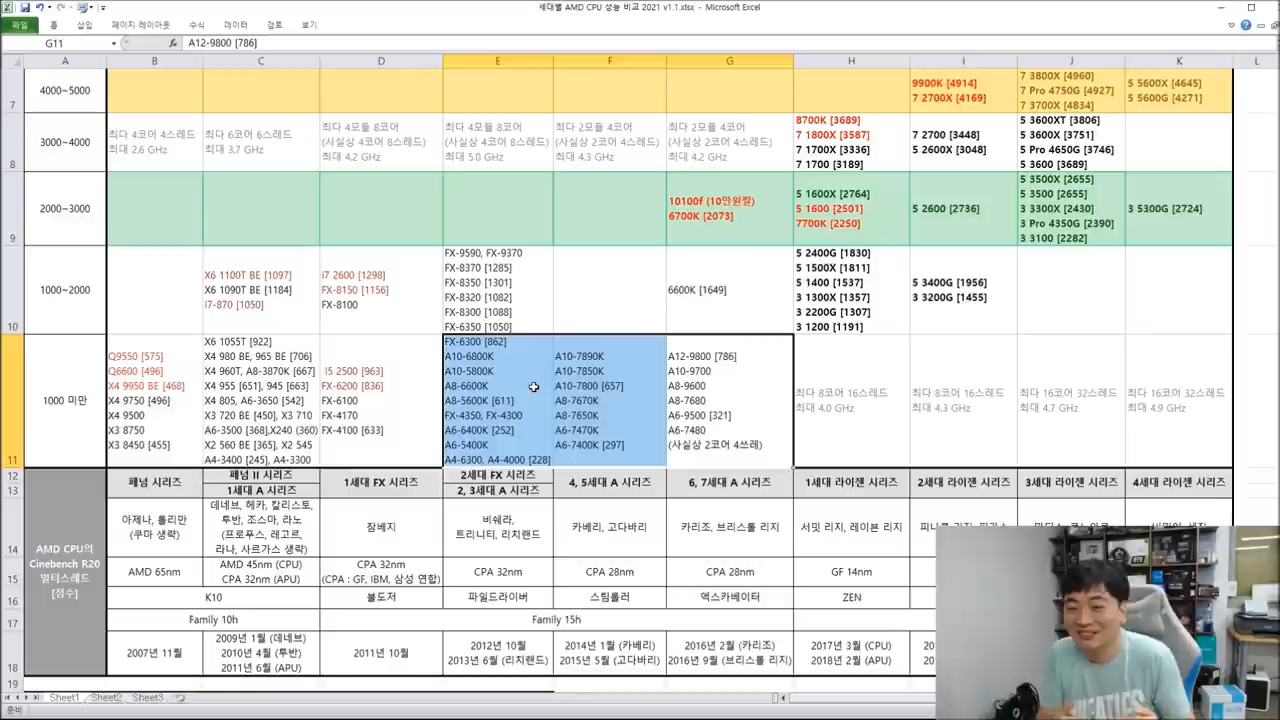 세대별 AMD CPU 성능 비교 2021 v1.1.xlsx - Microsoft Excel
파일 홈 삽입 페이지 레이아웃 수식 데이터 검토 보기
G11 fx A12-9800 [786]
A B C D E F G H I J K L
7
4000~5000
9900K [4914]
7 2700X [4169]
7 3800X [4960]
7 Pro 4750G [4927]
7 3700X [4834]
5 5600X [4645]
5 5600G [4271]
8
3000~4000
최다 4코어 4스레드
최대 2.6 GHz
최다 6코어 6스레드
최대 3.7 GHz
최다 4모듈 8코어
(사실상 4코어 8스레드)
최대 4.2 GHz
최다 4모듈 8코어
(사실상 4코어 8스레드)
최대 5.0 GHz
최다 2모듈 4코어
(사실상 2코어 4스레드)
최대 4.3 GHz
최다 2모듈 4코어
(사실상 2코어 4스레드)
최대 4.2 GHz
8700K [3689]
7 1800X [3587]
7 1700X [3336]
7 1700 [3189]
7 2700 [3448]
5 2600X [3048]
5 3600XT [3806]
5 3600X [3751]
5 Pro 4650G [3746]
5 3600 [3689]
9
2000~3000
10100f (10만원컷)
6700K [2073]
5 1600X [2764]
5 1600 [2501]
7700K [2250]
5 2600 [2736]
5 3500X [2655]
5 3500 [2655]
3 3300X [2430]
3 Pro 4350G [2390]
3 3100 [2282]
3 5300G [2724]
10
1000~2000
X6 1100T BE [1097]
X6 1090T BE [1184]
i7-870 [1050]
i7 2600 [1298]
FX-8150 [1156]
FX-8100
FX-9590, FX-9370
FX-8370 [1285]
FX-8350 [1301]
FX-8320 [1082]
FX-8300 [1088]
FX-6350 [1050]
6600K [1649]
5 2400G [1830]
5 1500X [1811]
5 1400 [1537]
3 1300X [1357]
3 2200G [1307]
3 1200 [1191]
5 3400G [1956]
3 3200G [1455]
11
1000 미만
Q9550 [575]
Q6600 [496]
X4 9950 BE [468]
X4 9750 [496]
X4 9500
X3 8750
X3 8450 [455]
X6 1055T [922]
X4 980 BE, 965 BE [706]
X4 960T, A8-3870K [667]
X4 955 [651], 945 [663]
X4 805, A6-3650 [542]
X3 720 BE [450], X3 710
A6-3500 [368],X240 [360]
X2 560 BE [365], X2 545
A4-3400 [245], A4-3300
I5 2500 [963]
FX-6200 [836]
FX-6100
FX-4170
FX-4100 [633]
FX-6300 [862]
A10-6800K
A10-5800K
A8-6600K
A8-5600K [611]
FX-4350, FX-4300
A6-6400K [252]
A6-5400K
A4-6300, A4-4000 [228]
A10-7890K
A10-7850K
A10-7800 [657]
A8-7670K
A8-7650K
A6-7470K
A6-7400K [297]
A12-9800 [786]
A10-9700
A8-9600
A8-7680
A6-9500 [321]
A6-7480
(사실상 2코어 4쓰레)
최다 8코어 16스레드
최대 4.0 GHz
최다 8코어 16스레드
최대 4.3 GHz
최다 16코어 32스레드
최대 4.7 GHz
최다 16코어 32스레드
최대 4.9 GHz
12
13
페넘 시리즈
페넘 II 시리즈
1세대 A 시리즈
1세대 FX 시리즈
2세대 FX 시리즈
2, 3세대 A 시리즈
4, 5세대 A 시리즈
6, 7세대 A 시리즈
1세대 라이젠 시리즈
2세대 라이젠 시리즈
3세대 라이젠 시리즈
4세대 라이젠 시리즈
AMD CPU의
Cinebench R20
멀티스레드
[점수]
14
아제나, 톨리만
(쿠마 생략)
데네브, 헤카, 칼리스토,
투반, 조스마, 라노
(프로푸스, 레고르,
라나, 사르가스 생략)
잠베지
비쉐라,
트리니티, 리치랜드
카베리, 고다바리
카리조, 브리스톨 리지
서밋 리지, 레이븐 리지
15
AMD 65nm
AMD 45nm (CPU)
CPA 32nm (APU)
CPA 32nm
(CPA : GF, IBM, 삼성 연합)
CPA 32nm
CPA 28nm
CPA 28nm
GF 14nm
16
K10
불도저
파일드라이버
스팀롤러
엑스카베이터
ZEN
17
Family 10h
Family 15h
18
2007년 11월
2009년 1월 (데네브)
2010년 4월 (투반)
2011년 6월 (APU)
2011년 10월
2012년 10월
2013년 6월 (리치랜드)
2014년 1월 (카베리)
2015년 5월 (고다바리)
2016년 2월 (카리조)
2016년 9월 (브리스톨 리지)
2017년 3월 (CPU)
2018년 2월 (APU)
19
Sheet1 Sheet2 Sheet3
준비